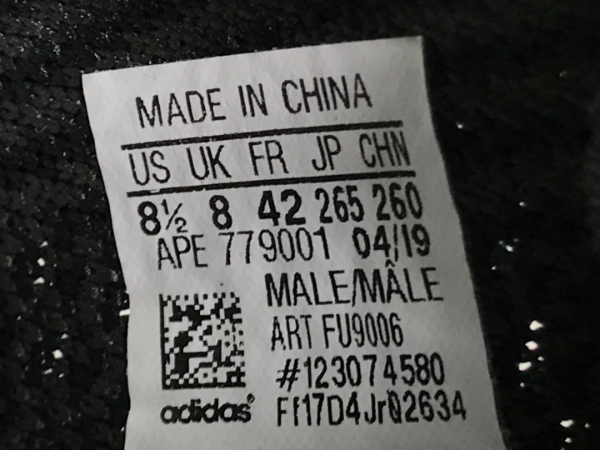 MADE IN CHINA
US UK FR JP CHN
8½ 8 42 265 260
APE 779001 04/19
MALE/MÂLE
ART FU9006
#123074580
adidas® Ff17D4JrQ2634